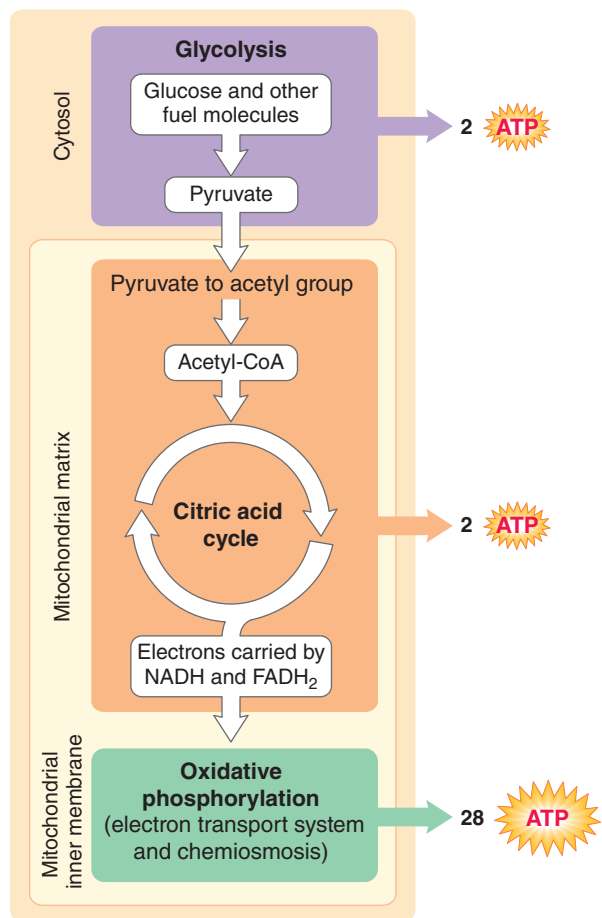 Glycolysis
Glucose and other
fuel molecules
Pyruvate
Cytosol
2 ATP
Pyruvate to acetyl group
Acetyl-CoA
Citric acid
cycle
Electrons carried by
NADH and FADH₂
Mitochondrial matrix
2 ATP
Oxidative
phosphorylation
(electron transport system
and chemiosmosis)
Mitochondrial
inner membrane
28 ATP